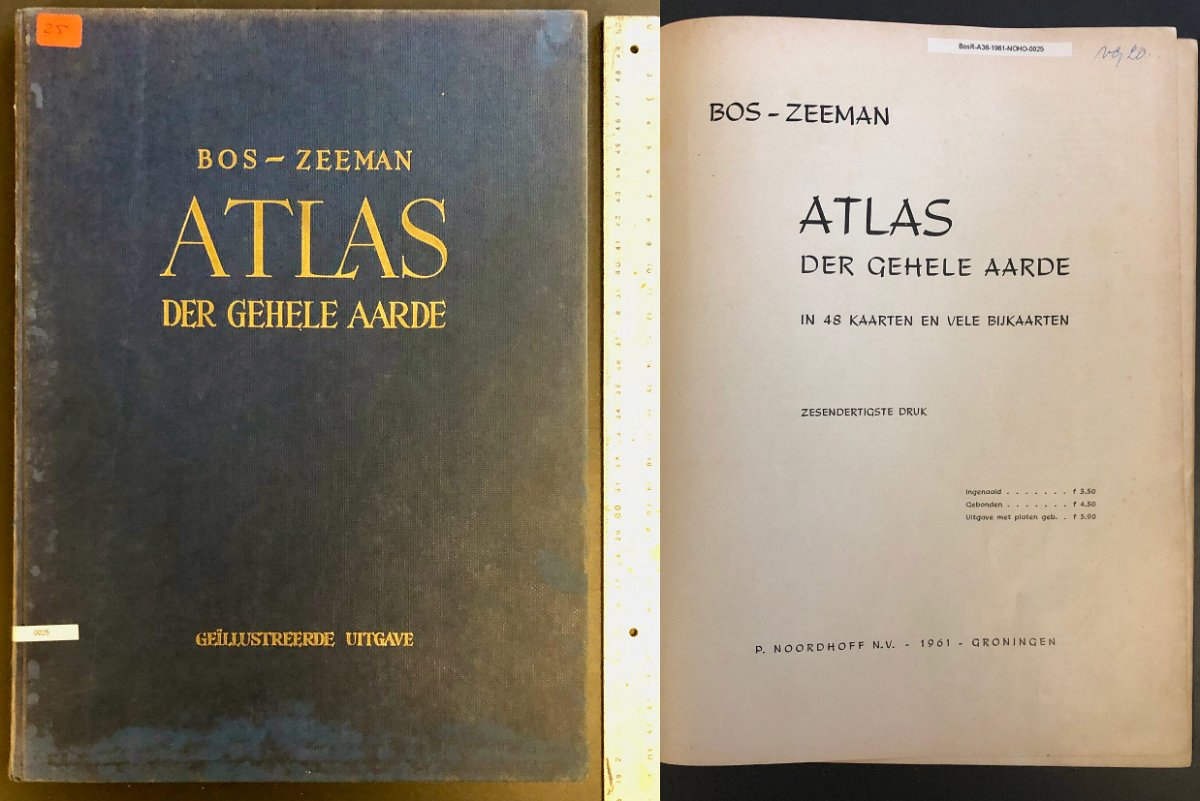 25
BOS – ZEEMAN
ATLAS
DER GEHELE AARDE
0025
GEÏLLUSTREERDE UITGAVE
BosR-A36-1961-NOHO-0025
BOS – ZEEMAN
ATLAS
DER GEHELE AARDE
IN 48 KAARTEN EN VELE BIJKAARTEN
ZESENDERTIGSTE DRUK
Ingenaaid . . . . . . . f 3.50
Gebonden . . . . . . . f 4.50
Uitgave met platen geb. . f 5.90
P. NOORDHOFF N.V. - 1961 - GRONINGEN